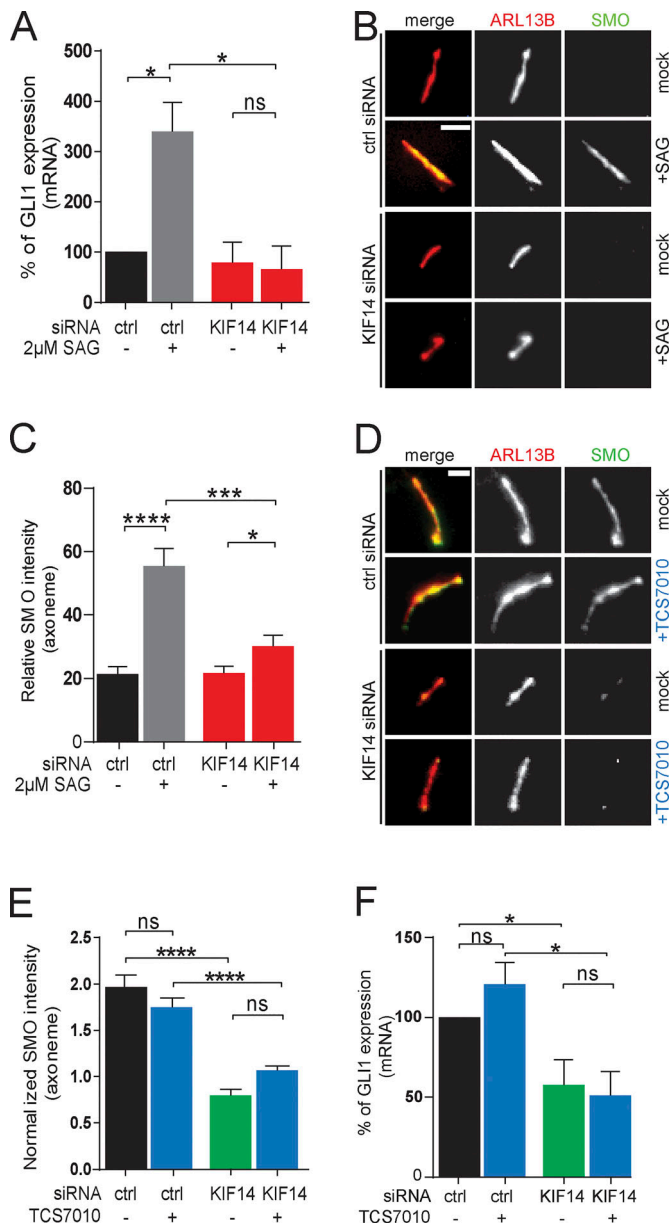 A
% of GLI1 expression
(mRNA)
500
400
300
200
100
0
*
*
ns
siRNA ctrl ctrl KIF14 KIF14
2µM SAG - + - +
B
merge ARL13B SMO
ctrl siRNA
mock
+SAG
KIF14 siRNA
mock
+SAG
C
Relative SMO intensity
(axoneme)
80
60
40
20
0
****
***
*
siRNA ctrl ctrl KIF14 KIF14
2µM SAG - + - +
D
merge ARL13B SMO
ctrl siRNA
mock
+TCS7010
KIF14 siRNA
mock
+TCS7010
E
Normalized SMO intensity
(axoneme)
2.5
2.0
1.5
1.0
0.5
0.0
ns
****
****
ns
siRNA ctrl ctrl KIF14 KIF14
TCS7010 - + - +
F
% of GLI1 expression
(mRNA)
150
100
50
0
*
ns
*
ns
siRNA ctrl ctrl KIF14 KIF14
TCS7010 - + - +